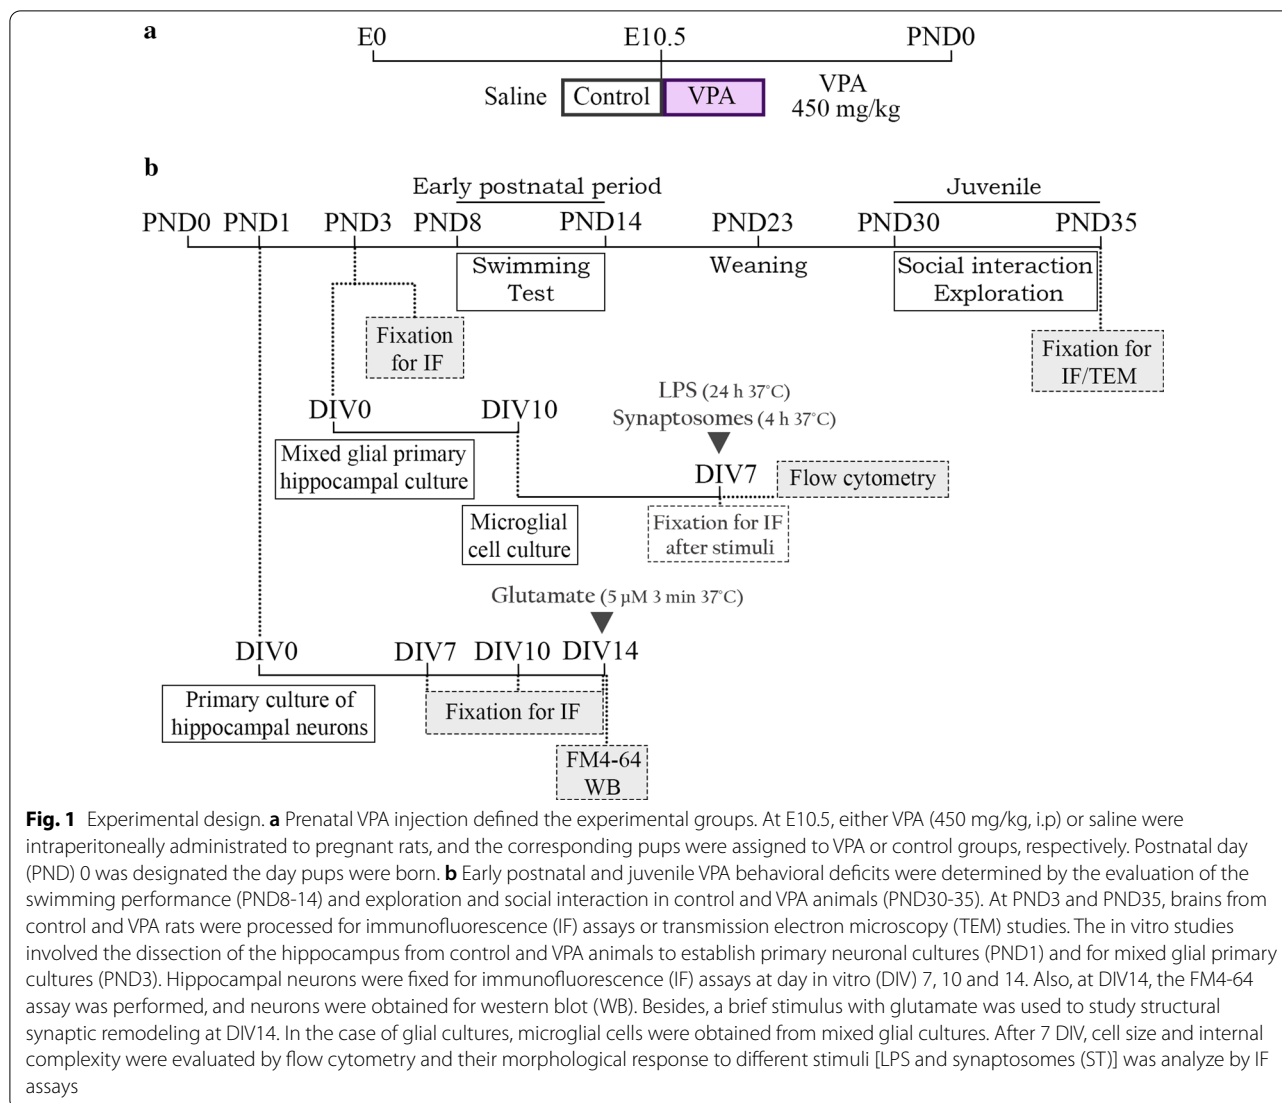 a
E0 E10.5 PND0
Saline Control VPA VPA
450 mg/kg
b
Early postnatal period Juvenile
PND0 PND1 PND3 PND8 PND14 PND23 PND30 PND35
Swimming
Test
Weaning
Social interaction
Exploration
Fixation
for IF
Fixation for
IF/TEM
LPS (24 h 37°C)
Synaptosomes (4 h 37°C)
DIV0 DIV10
Mixed glial primary
hippocampal culture
DIV7
Flow cytometry
Microglial
cell culture
Fixation for IF
after stimuli
Glutamate (5 µM 3 min 37°C)
DIV0 DIV7 DIV10 DIV14
Primary culture of
hippocampal neurons
Fixation for IF
FM4-64
WB
Fig. 1 Experimental design. a Prenatal VPA injection defined the experimental groups. At E10.5, either VPA (450 mg/kg, i.p) or saline were
intraperitoneally administrated to pregnant rats, and the corresponding pups were assigned to VPA or control groups, respectively. Postnatal day
(PND) 0 was designated the day pups were born. b Early postnatal and juvenile VPA behavioral deficits were determined by the evaluation of the
swimming performance (PND8-14) and exploration and social interaction in control and VPA animals (PND30-35). At PND3 and PND35, brains from
control and VPA rats were processed for immunofluorescence (IF) assays or transmission electron microscopy (TEM) studies. The in vitro studies
involved the dissection of the hippocampus from control and VPA animals to establish primary neuronal cultures (PND1) and for mixed glial primary
cultures (PND3). Hippocampal neurons were fixed for immunofluorescence (IF) assays at day in vitro (DIV) 7, 10 and 14. Also, at DIV14, the FM4-64
assay was performed, and neurons were obtained for western blot (WB). Besides, a brief stimulus with glutamate was used to study structural
synaptic remodeling at DIV14. In the case of glial cultures, microglial cells were obtained from mixed glial cultures. After 7 DIV, cell size and internal
complexity were evaluated by flow cytometry and their morphological response to different stimuli [LPS and synaptosomes (ST)] was analyze by IF
assays